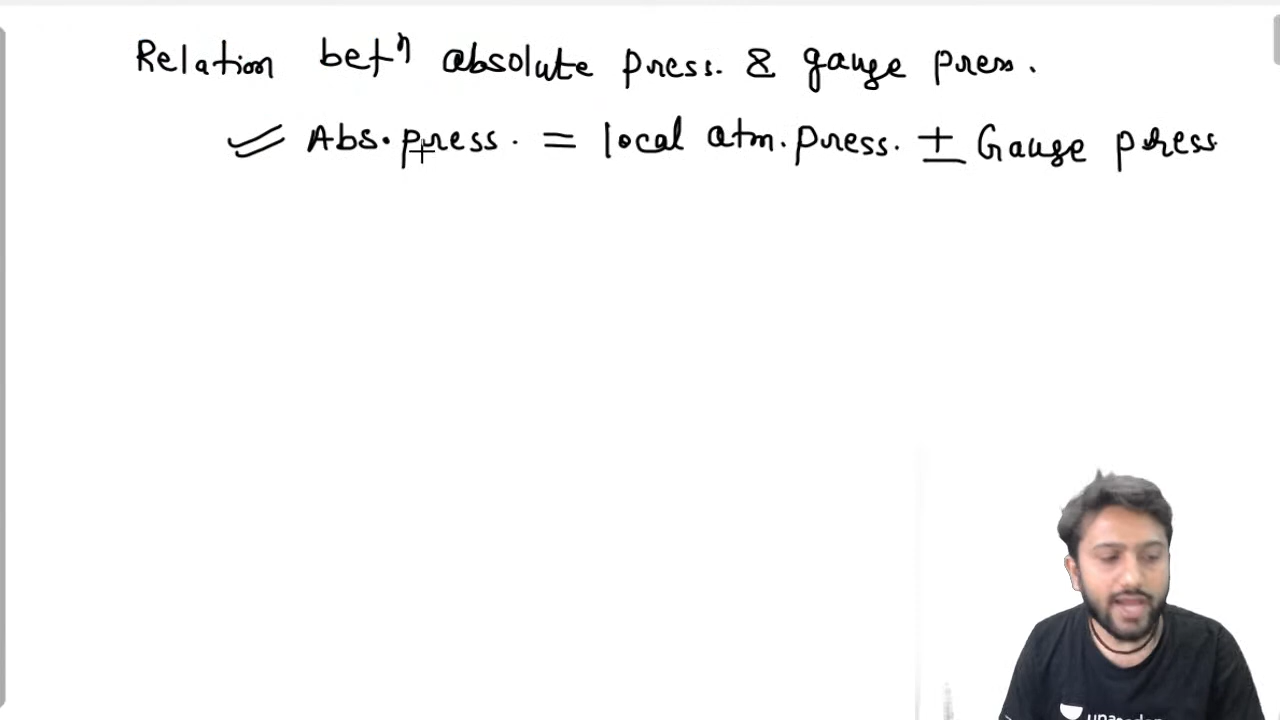 Relation betⁿ absolute press. & gauge press.
Abs. press. = local atm. press. ± Gauge press